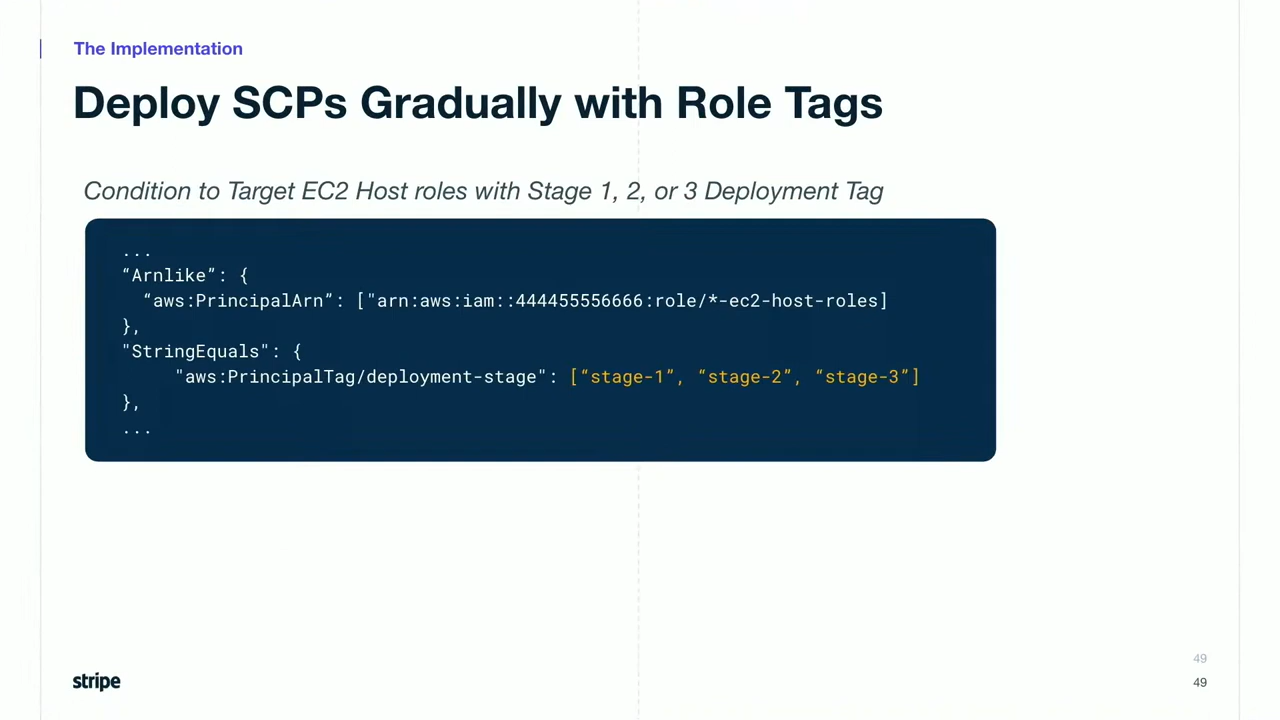 The Implementation
Deploy SCPs Gradually with Role Tags
Condition to Target EC2 Host roles with Stage 1, 2, or 3 Deployment Tag
...
“Arnlike”: {
“aws:PrincipalArn”: ["arn:aws:iam::444455556666:role/*-ec2-host-roles]
},
"StringEquals": {
"aws:PrincipalTag/deployment-stage": [“stage-1”, “stage-2”, “stage-3”]
},
...
49
stripe
49